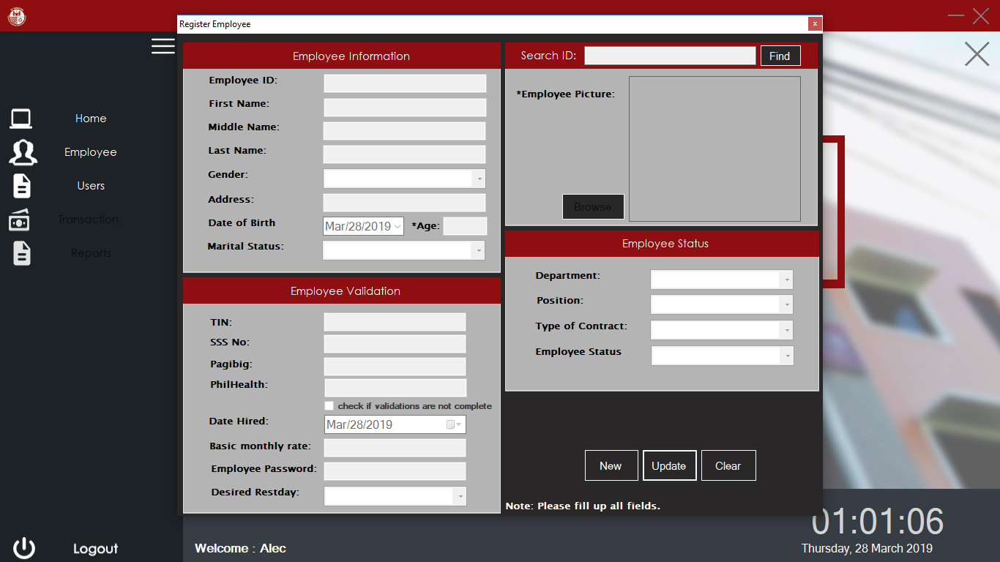 Register Employee
x
Employee Information
Employee ID:
First Name:
Middle Name:
Last Name:
Gender:
Address:
Date of Birth
Mar/28/2019
*Age:
Marital Status:
Employee Validation
TIN:
SSS No:
Pagibig:
PhilHealth:
check if validations are not complete
Date Hired:
Mar/28/2019
Basic monthly rate:
Employee Password:
Desired Restday:
Search ID:
Find
*Employee Picture:
Browse
Employee Status
Department:
Position:
Type of Contract:
Employee Status
New
Update
Clear
Note: Please fill up all fields.
Home
Employee
Users
Transaction
Reports
Logout
Welcome : Alec
01:01:06
Thursday, 28 March 2019